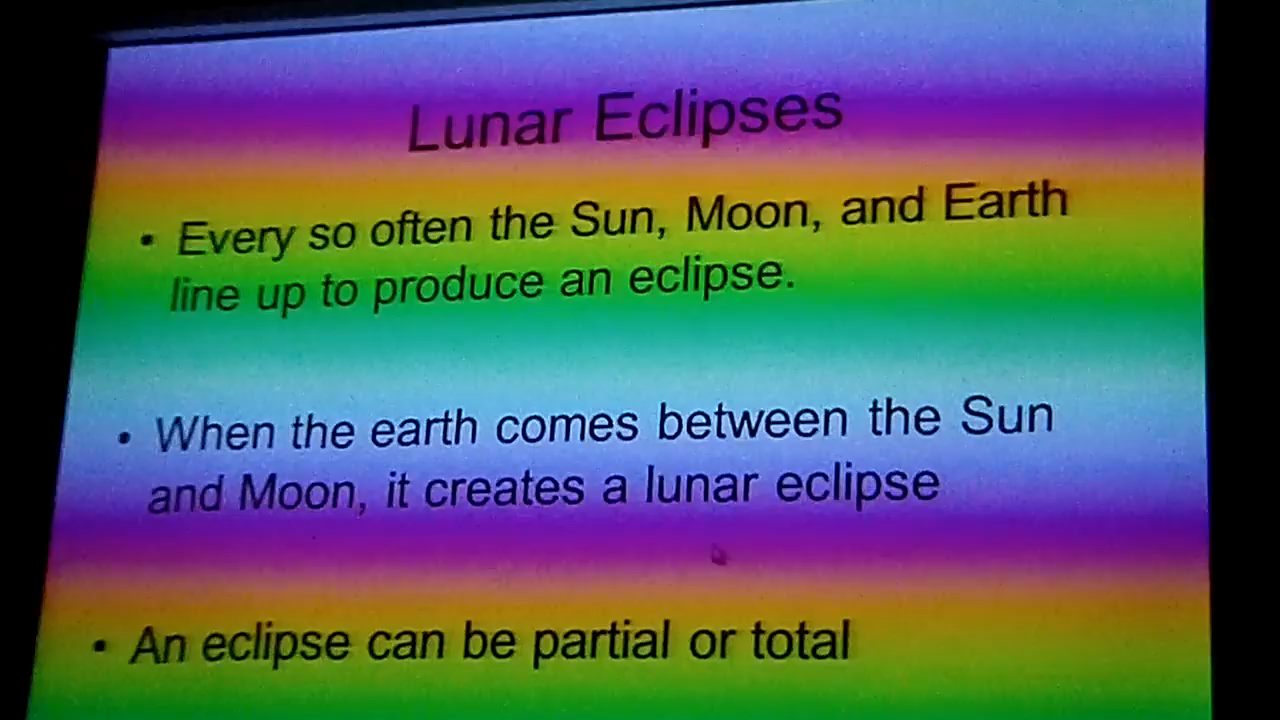 Lunar Eclipses
• Every so often the Sun, Moon, and Earth
line up to produce an eclipse.
• When the earth comes between the Sun
and Moon, it creates a lunar eclipse
• An eclipse can be partial or total